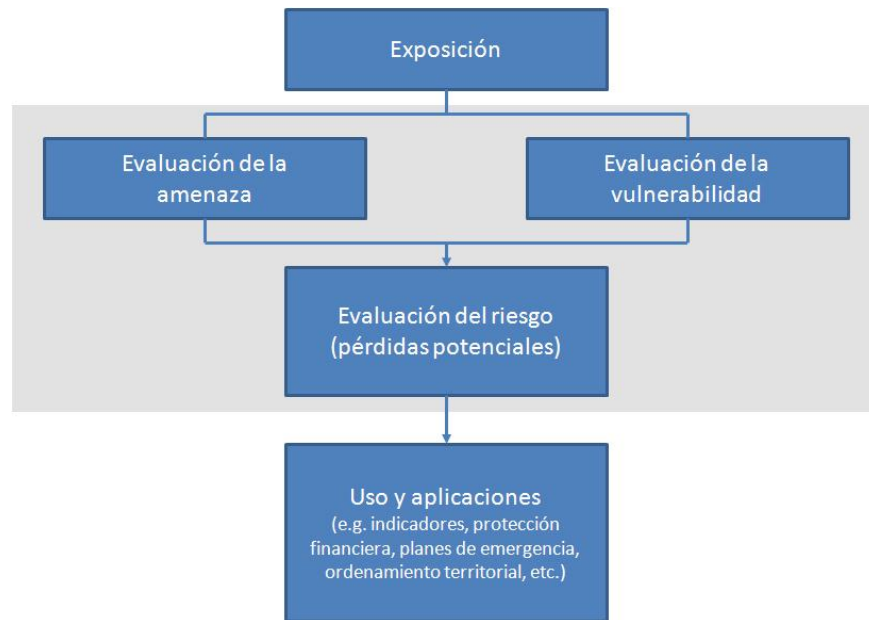 Exposición
Evaluación de la
amenaza
Evaluación de la
vulnerabilidad
Evaluación del riesgo
(pérdidas potenciales)
Uso y aplicaciones
(e.g. indicadores, protección
financiera, planes de emergencia,
ordenamiento territorial, etc.)